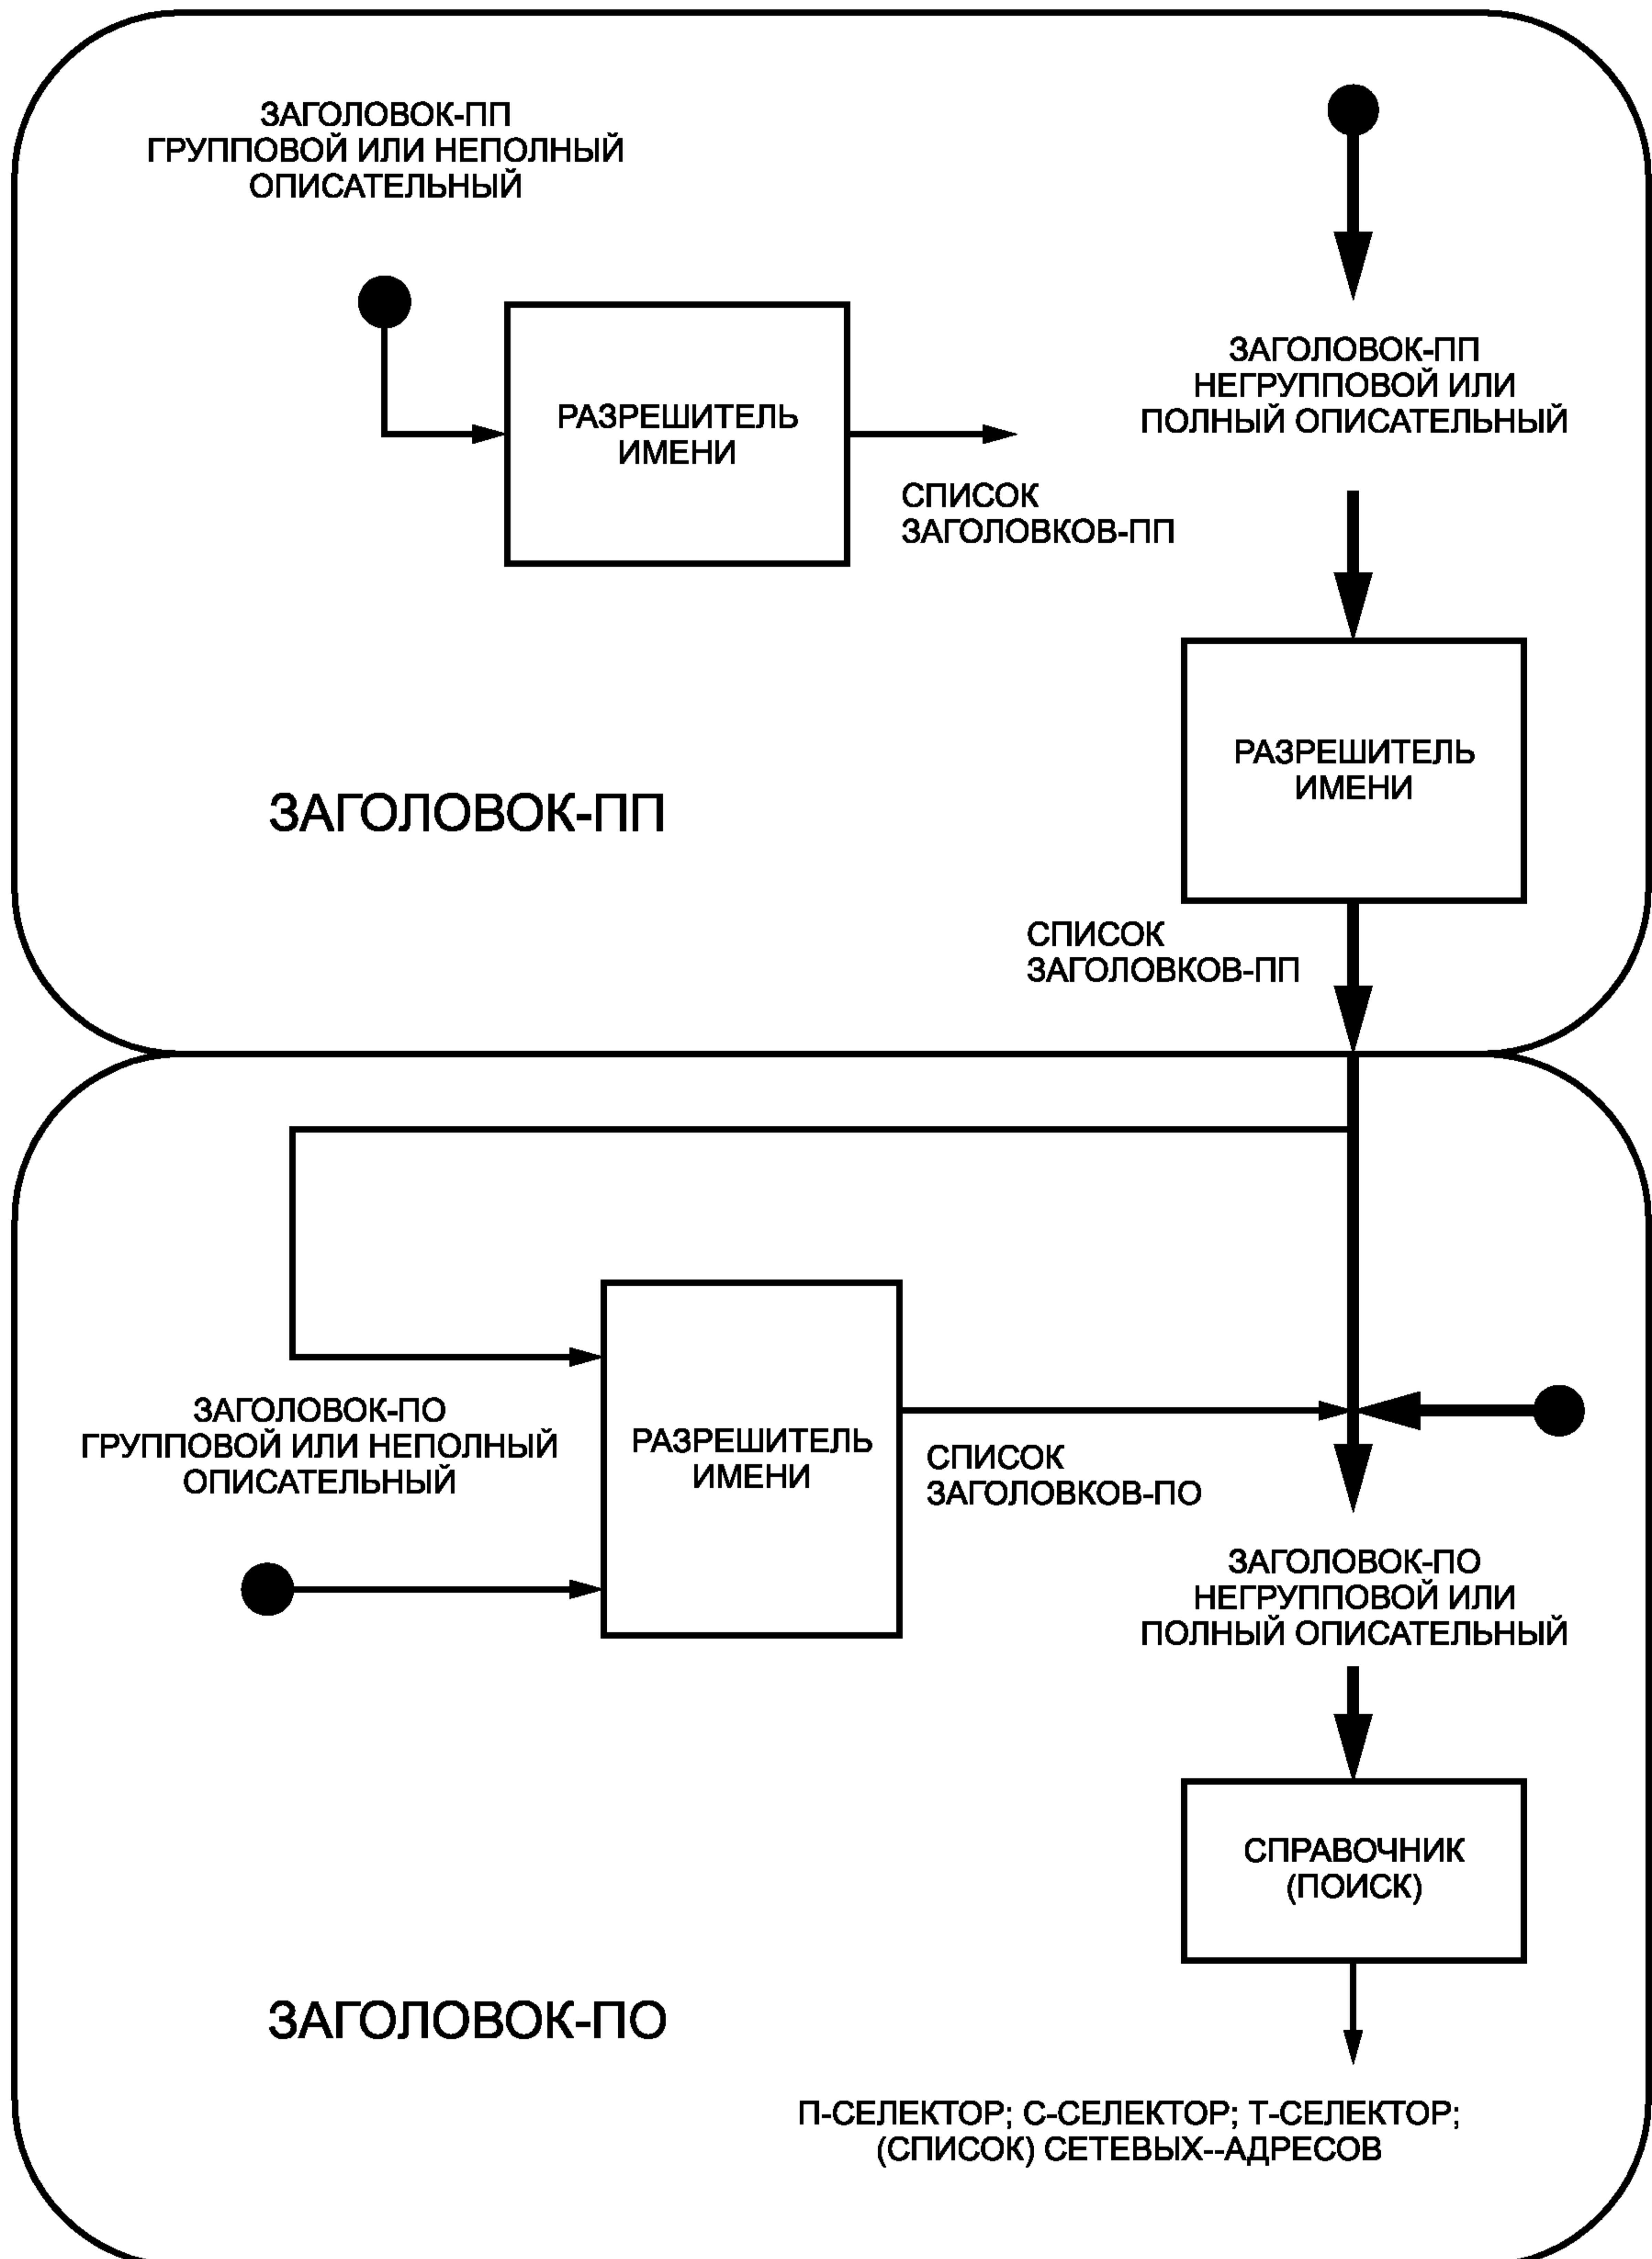 ЗАГОЛОВОК-ПП
ГРУППОВОЙ ИЛИ НЕПОЛНЫЙ
ОПИСАТЕЛЬНЫЙ
ЗАГОЛОВОК-ПП
НЕГРУППОВОЙ ИЛИ
ПОЛНЫЙ ОПИСАТЕЛЬНЫЙ
РАЗРЕШИТЕЛЬ
ИМЕНИ
СПИСОК
ЗАГОЛОВКОВ-ПП
РАЗРЕШИТЕЛЬ
ИМЕНИ
ЗАГОЛОВОК-ПП
СПИСОК
ЗАГОЛОВКОВ-ПП
ЗАГОЛОВОК-ПО
ГРУППОВОЙ ИЛИ НЕПОЛНЫЙ
ОПИСАТЕЛЬНЫЙ
РАЗРЕШИТЕЛЬ
ИМЕНИ
СПИСОК
ЗАГОЛОВКОВ-ПО
ЗАГОЛОВОК-ПО
НЕГРУППОВОЙ ИЛИ
ПОЛНЫЙ ОПИСАТЕЛЬНЫЙ
СПРАВОЧНИК
(ПОИСК)
ЗАГОЛОВОК-ПО
П-СЕЛЕКТОР; С-СЕЛЕКТОР; Т-СЕЛЕКТОР;
(СПИСОК) СЕТЕВЫХ--АДРЕСОВ